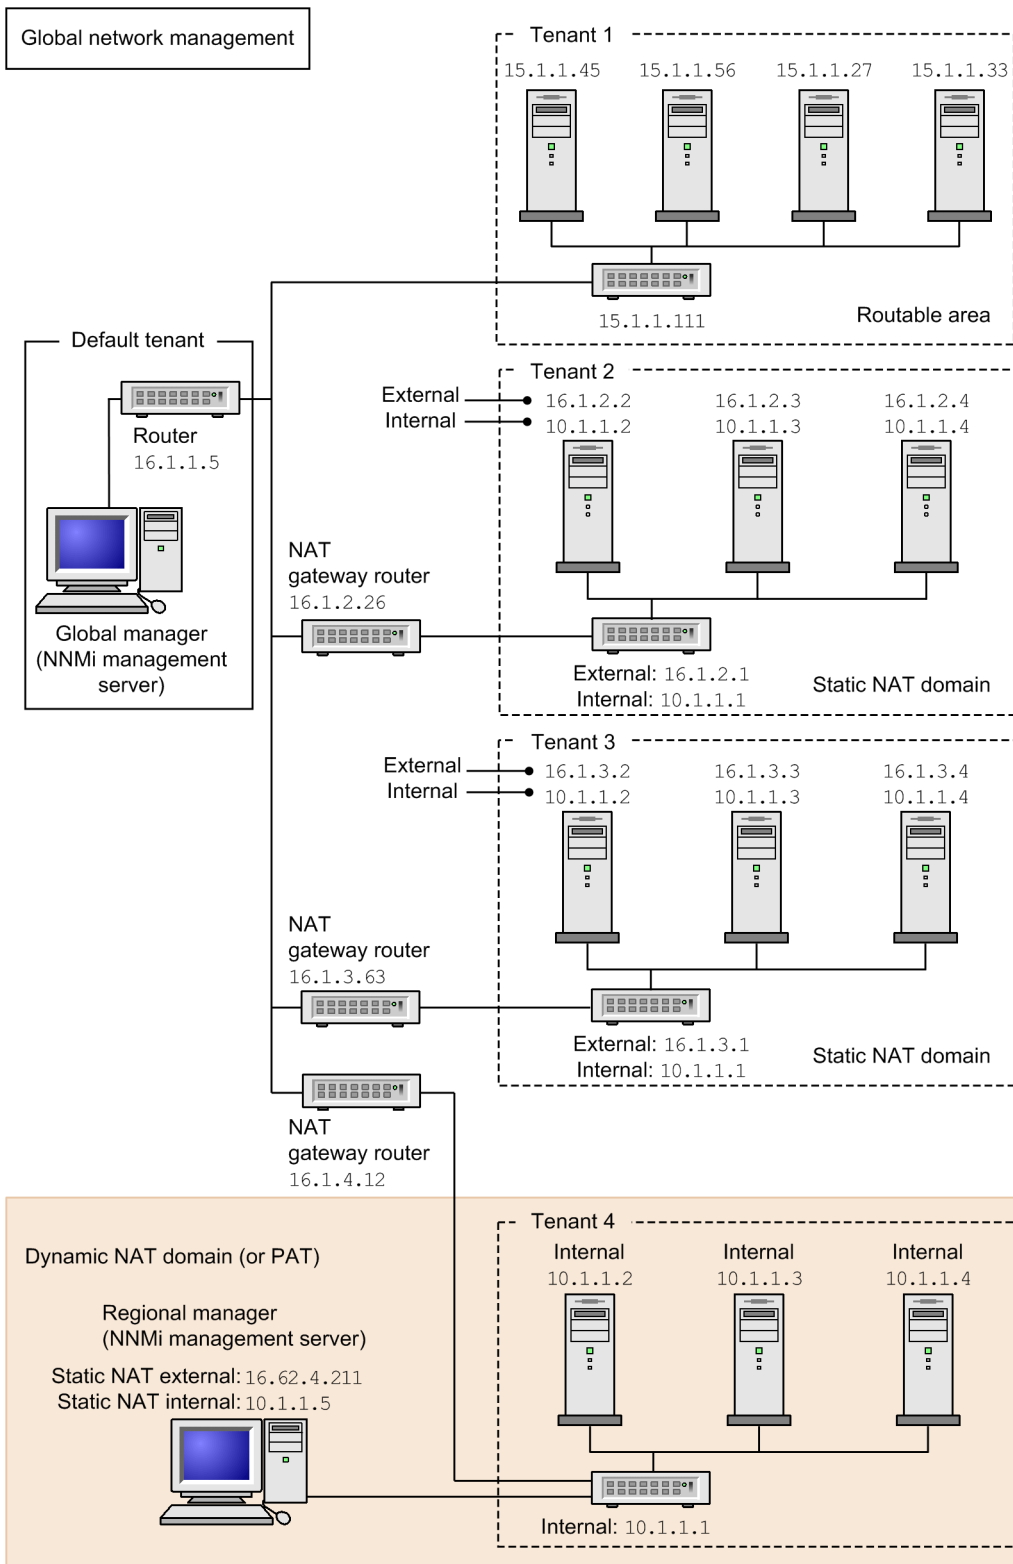 Global network management
Tenant 1
15.1.1.45 15.1.1.56 15.1.1.27 15.1.1.33
15.1.1.111
Routable area
Default tenant
Router
16.1.1.5
Global manager
(NNMi management
server)
Tenant 2
External 16.1.2.2 16.1.2.3 16.1.2.4
Internal 10.1.1.2 10.1.1.3 10.1.1.4
NAT
gateway router
16.1.2.26
External: 16.1.2.1
Internal: 10.1.1.1
Static NAT domain
Tenant 3
External 16.1.3.2 16.1.3.3 16.1.3.4
Internal 10.1.1.2 10.1.1.3 10.1.1.4
NAT
gateway router
16.1.3.63
External: 16.1.3.1
Internal: 10.1.1.1
Static NAT domain
NAT
gateway router
16.1.4.12
Dynamic NAT domain (or PAT)
Regional manager
(NNMi management server)
Static NAT external: 16.62.4.211
Static NAT internal: 10.1.1.5
Tenant 4
Internal Internal Internal
10.1.1.2 10.1.1.3 10.1.1.4
Internal: 10.1.1.1